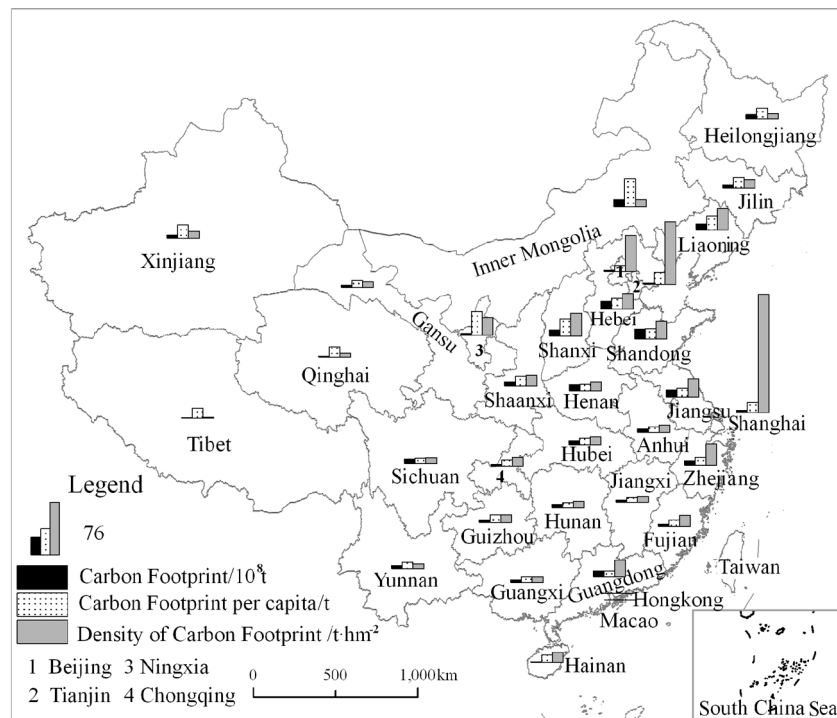 Heilongjiang
Jilin
Liaoning
Inner Mongolia
Xinjiang
1
2
Hebei
Gansu
3
Shanxi
Shandong
Qinghai
Shaanxi
Henan
Jiangsu
Shanghai
Tibet
Anhui
Hubei
Sichuan
4
Jiangxi
Zhejiang
Legend
76
Hunan
Guizhou
Fujian
Carbon Footprint/10⁸t
Yunnan
Guangxi
Guangdong
Taiwan
Carbon Footprint per capita/t
Hongkong
Macao
Density of Carbon Footprint /t·hm⁻²
1 Beijing 3 Ningxia
2 Tianjin 4 Chongqing
0 500 1,000km
Hainan
South China Sea